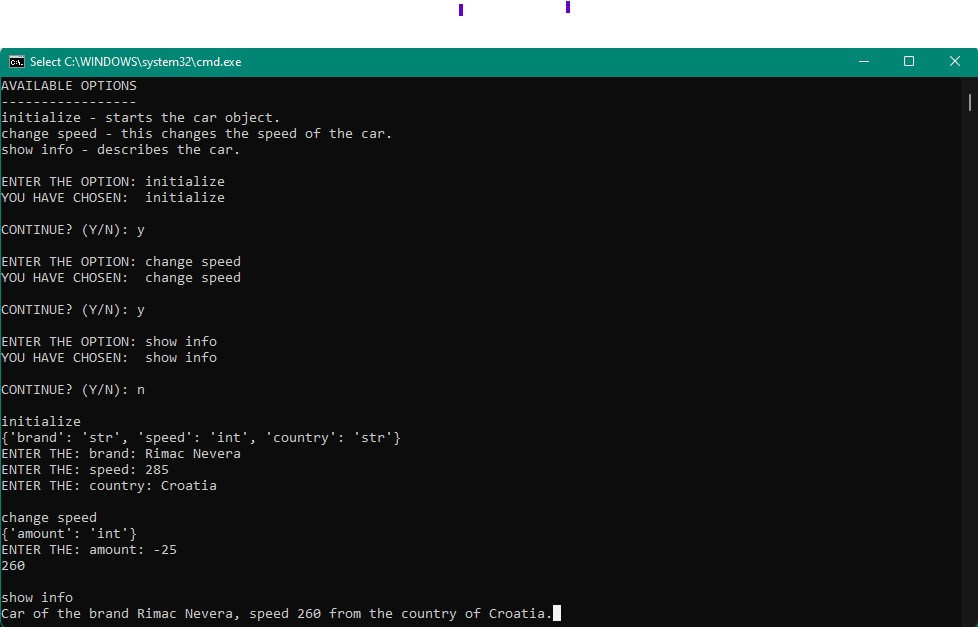 Select C:\WINDOWS\system32\cmd.exe
AVAILABLE OPTIONS
-----------------
initialize - starts the car object.
change speed - this changes the speed of the car.
show info - describes the car.
ENTER THE OPTION: initialize
YOU HAVE CHOSEN:  initialize
CONTINUE? (Y/N): y
ENTER THE OPTION: change speed
YOU HAVE CHOSEN:  change speed
CONTINUE? (Y/N): y
ENTER THE OPTION: show info
YOU HAVE CHOSEN:  show info
CONTINUE? (Y/N): n
initialize
{'brand': 'str', 'speed': 'int', 'country': 'str'}
ENTER THE: brand: Rimac Nevera
ENTER THE: speed: 285
ENTER THE: country: Croatia
change speed
{'amount': 'int'}
ENTER THE: amount: -25
260
show info
Car of the brand Rimac Nevera, speed 260 from the country of Croatia.